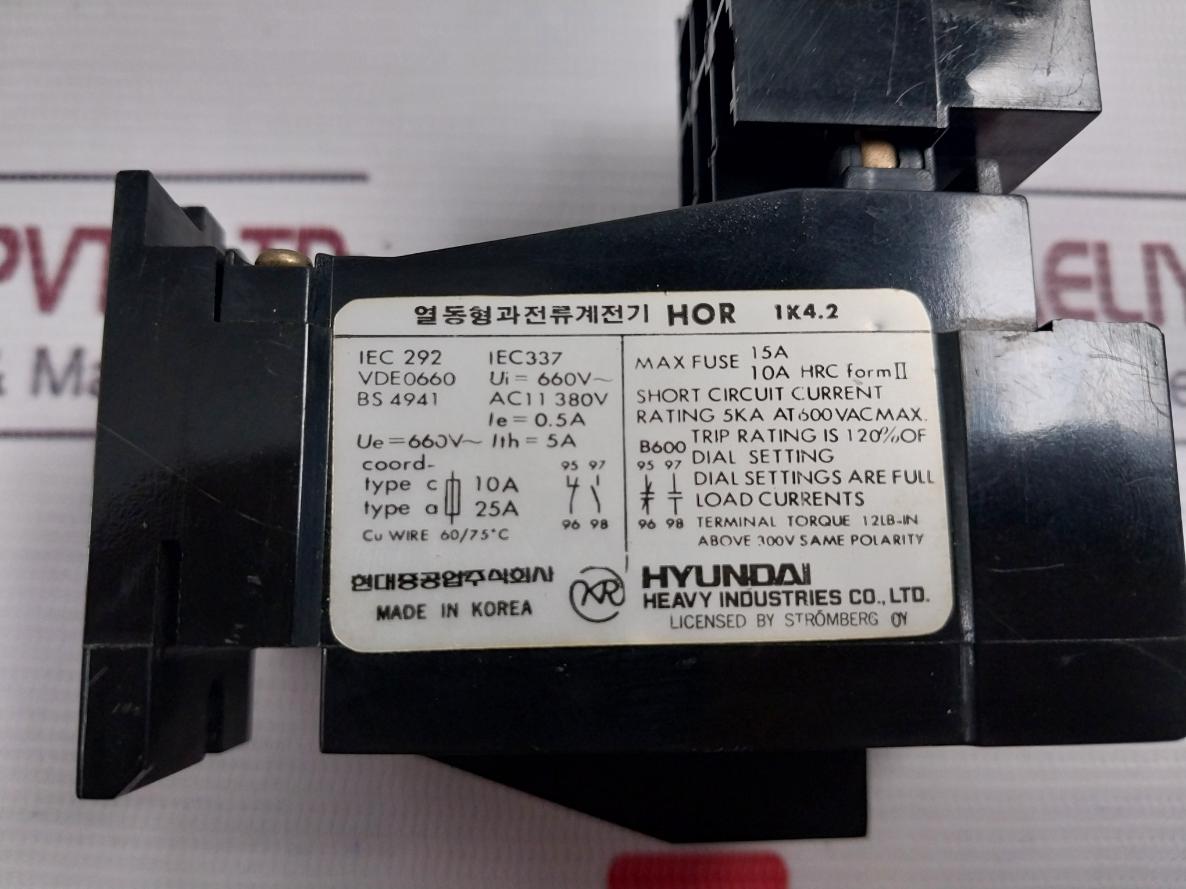 열동형과전류계전기 HOR 1K4.2
IEC 292 IEC337
VDE0660 Ui = 660V~
BS 4941 AC11 380V
Ie = 0.5A
Ue=660V~ Ith = 5A
coord-
type c 10A
type a 25A
95 97
96 98
Cu WIRE 60/75°C
MAX FUSE 15A
10A HRC form II
SHORT CIRCUIT CURRENT
RATING 5KA AT 600 VAC MAX.
B600 TRIP RATING IS 120% OF
DIAL SETTING
95 97
DIAL SETTINGS ARE FULL
LOAD CURRENTS
96 98
TERMINAL TORQUE 12LB-IN
ABOVE 300V SAME POLARITY
현대중공업주식회사
MADE IN KOREA
KR
HYUNDAI
HEAVY INDUSTRIES CO., LTD.
LICENSED BY STRÖMBERG OY
PVT LTD
& Ma
ELIY